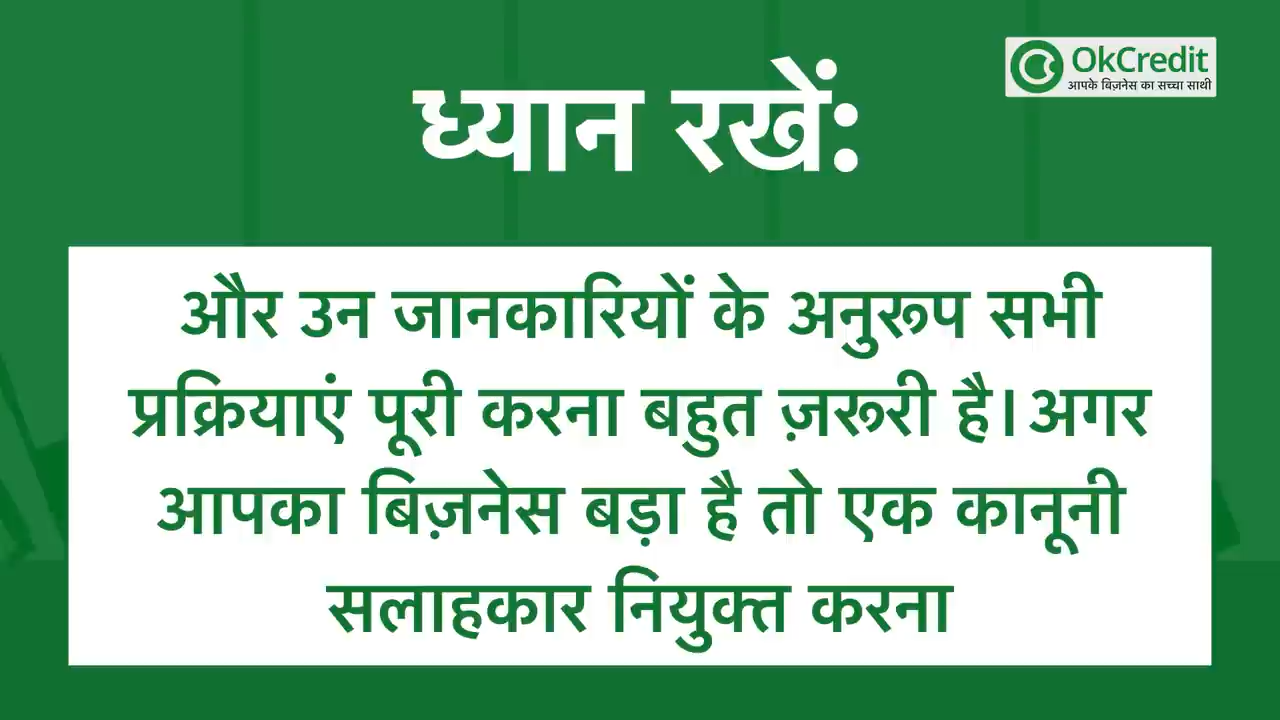 OkCredit
आपके बिज़नेस का सच्चा साथी
ध्यान रखें:
और उन जानकारियों के अनुरूप सभी
प्रक्रियाएं पूरी करना बहुत ज़रूरी है।अगर
आपका बिज़नेस बड़ा है तो एक कानूनी
सलाहकार नियुक्त करना